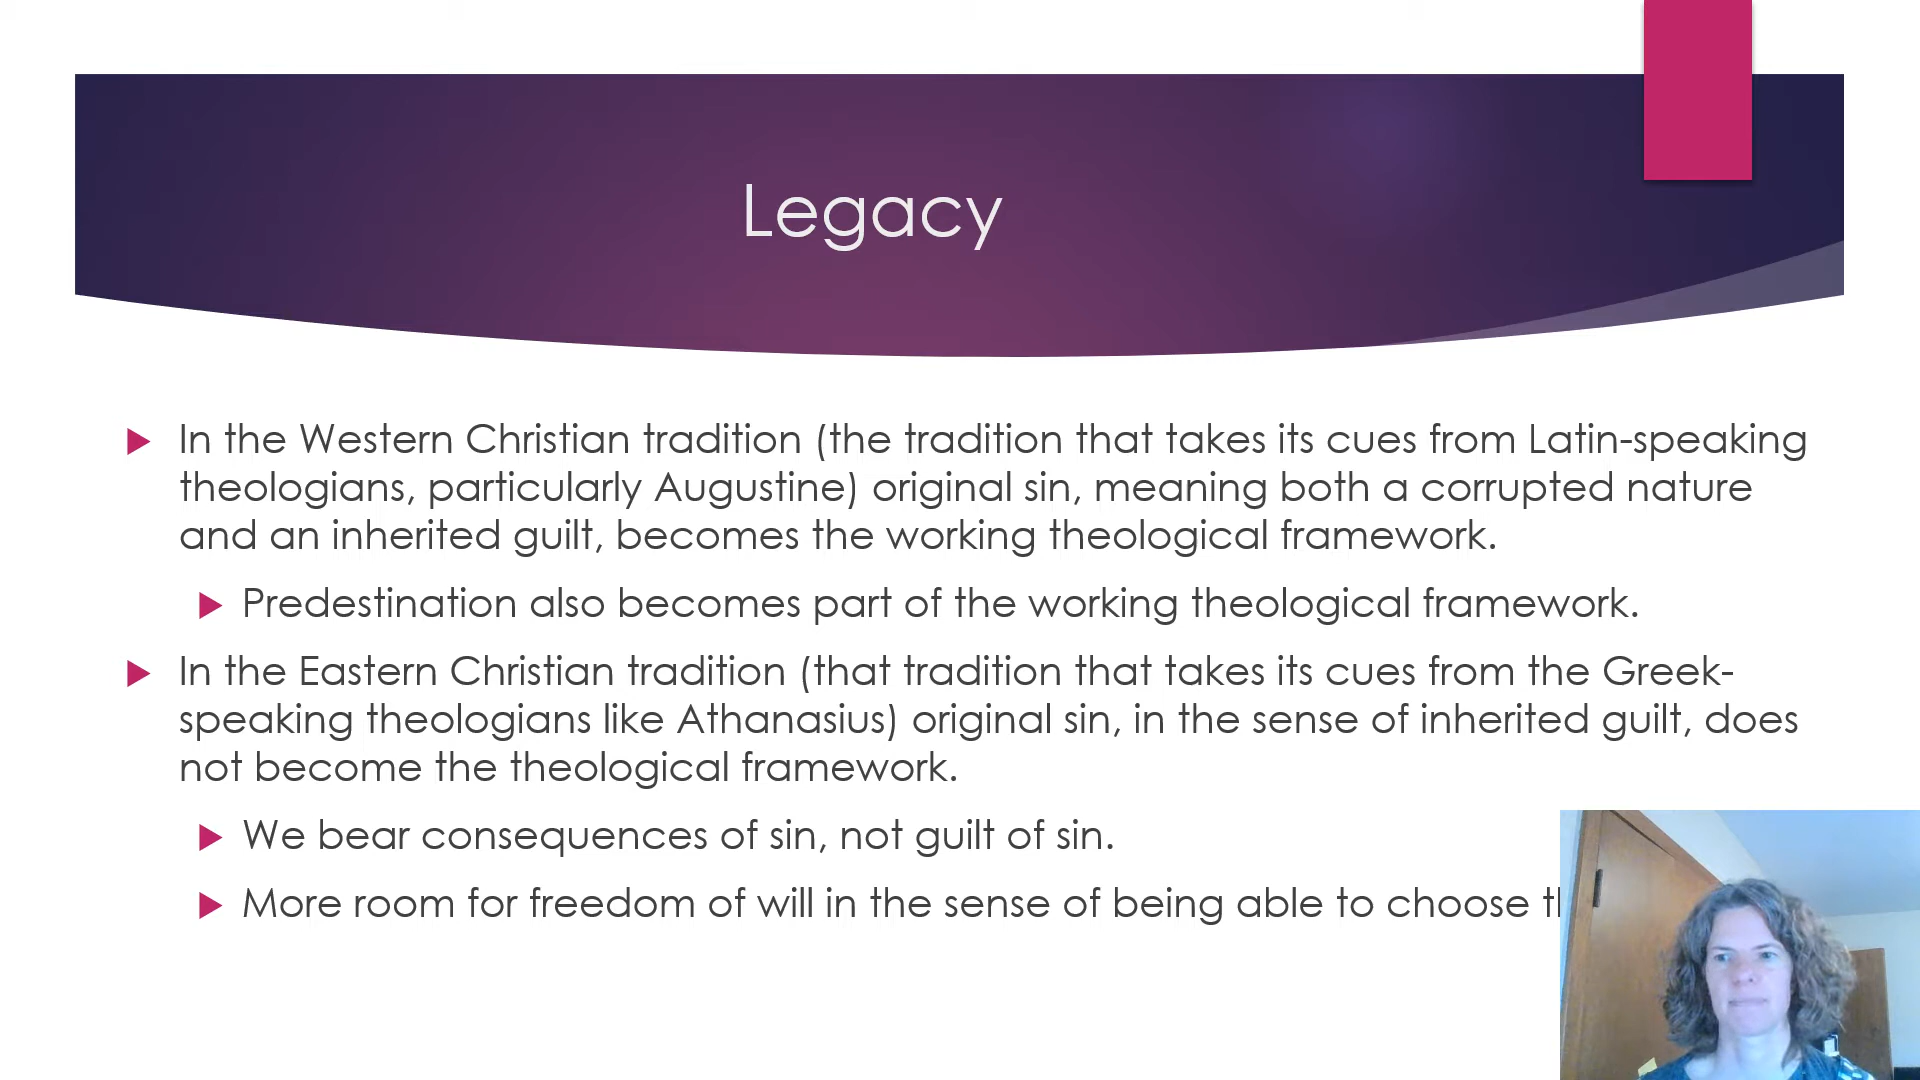 Legacy
In the Western Christian tradition (the tradition that takes its cues from Latin-speaking
theologians, particularly Augustine) original sin, meaning both a corrupted nature
and an inherited guilt, becomes the working theological framework.
Predestination also becomes part of the working theological framework.
In the Eastern Christian tradition (that tradition that takes its cues from the Greek-
speaking theologians like Athanasius) original sin, in the sense of inherited guilt, does
not become the theological framework.
We bear consequences of sin, not guilt of sin.
More room for freedom of will in the sense of being able to choose